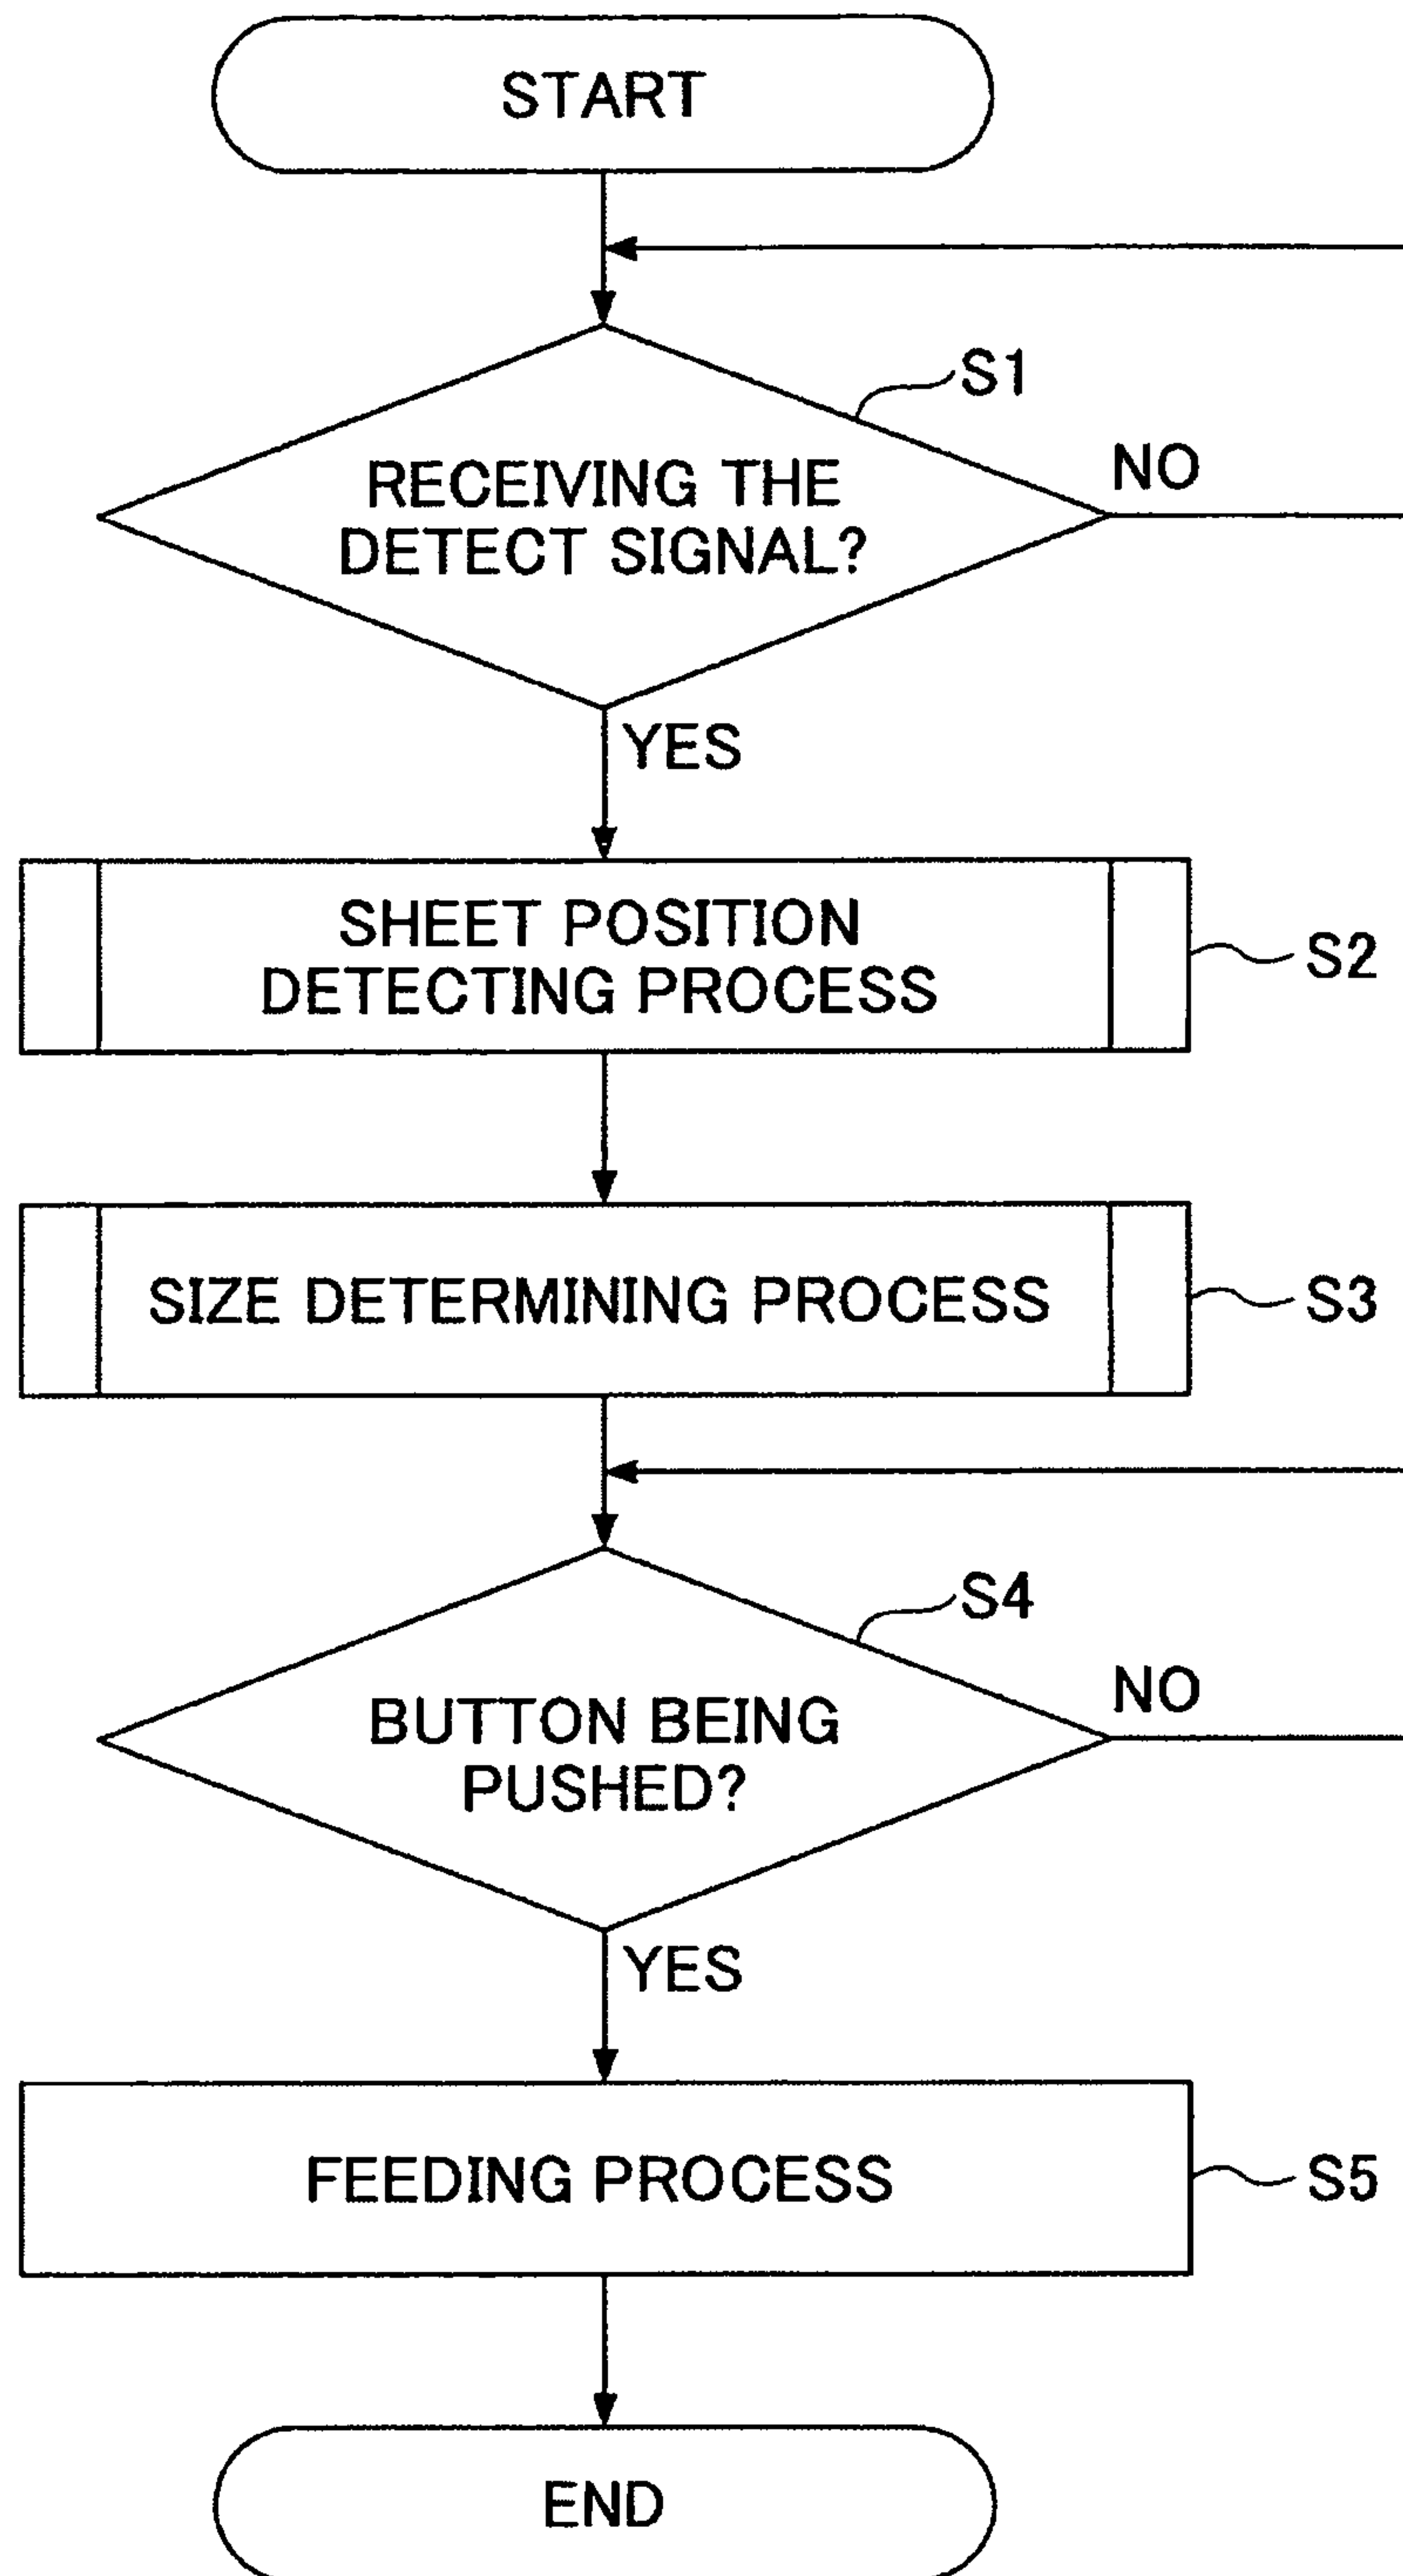 START
S1
RECEIVING THE
DETECT SIGNAL?
NO
YES
SHEET POSITION
DETECTING PROCESS
S2
SIZE DETERMINING PROCESS
S3
S4
BUTTON BEING
PUSHED?
NO
YES
FEEDING PROCESS
S5
END